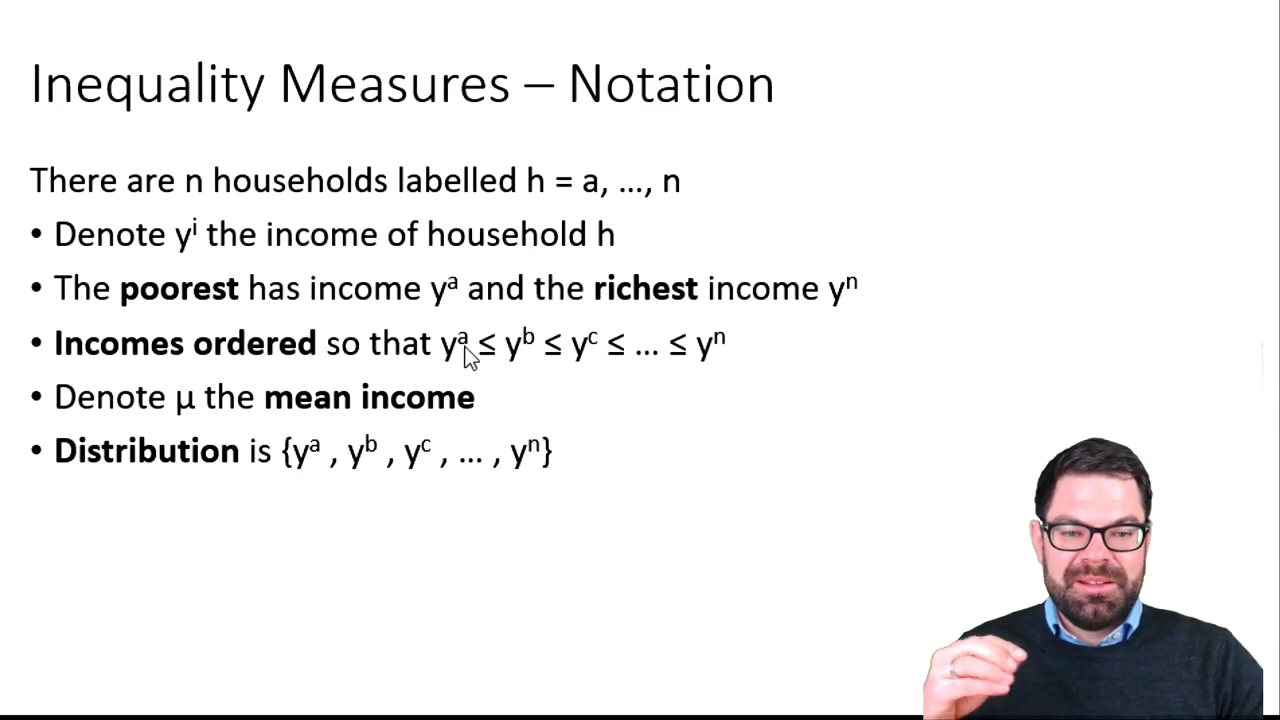 Inequality Measures – Notation
There are n households labelled h = a, …, n
• Denote yⁱ the income of household h
• The poorest has income yᵃ and the richest income yⁿ
• Incomes ordered so that yᵃ ≤ yᵇ ≤ yᶜ ≤ … ≤ yⁿ
• Denote μ the mean income
• Distribution is {yᵃ , yᵇ , yᶜ , … , yⁿ}